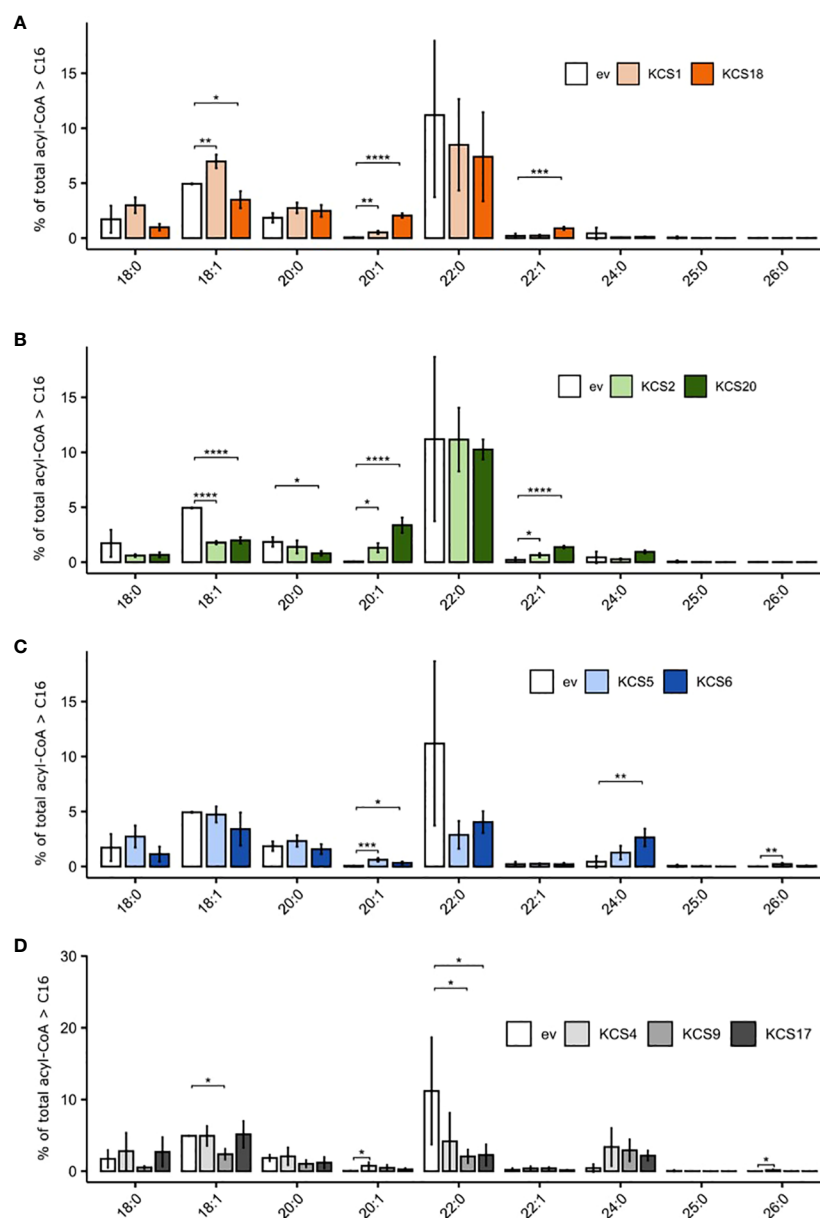 A
% of total acyl-CoA > C16
15
10
5
0
ev KCS1 KCS18
* ** **** ** *** 
18:0 18:1 20:0 20:1 22:0 22:1 24:0 25:0 26:0
B
% of total acyl-CoA > C16
15
10
5
0
ev KCS2 KCS20
**** **** * **** * **** *
18:0 18:1 20:0 20:1 22:0 22:1 24:0 25:0 26:0
C
% of total acyl-CoA > C16
15
10
5
0
ev KCS5 KCS6
* *** ** **
18:0 18:1 20:0 20:1 22:0 22:1 24:0 25:0 26:0
D
% of total acyl-CoA > C16
30
20
10
0
ev KCS4 KCS9 KCS17
* * * * *
18:0 18:1 20:0 20:1 22:0 22:1 24:0 25:0 26:0